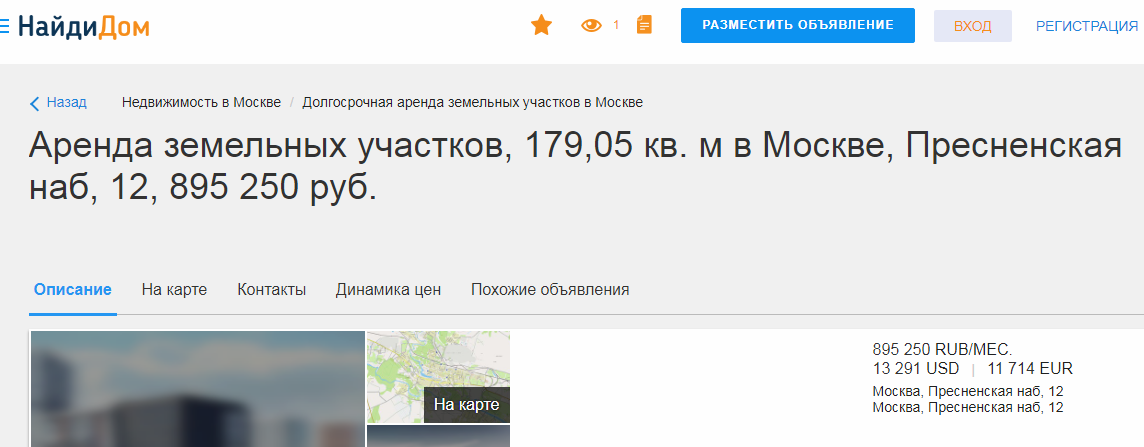 НайдиДом
1
РАЗМЕСТИТЬ ОБЪЯВЛЕНИЕ
ВХОД
РЕГИСТРАЦИЯ
Назад
Недвижимость в Москве / Долгосрочная аренда земельных участков в Москве
Аренда земельных участков, 179,05 кв. м в Москве, Пресненская
наб, 12, 895 250 руб.
Описание
На карте
Контакты
Динамика цен
Похожие объявления
На карте
895 250 RUB/МЕС.
13 291 USD | 11 714 EUR
Москва, Пресненская наб, 12
Москва, Пресненская наб, 12